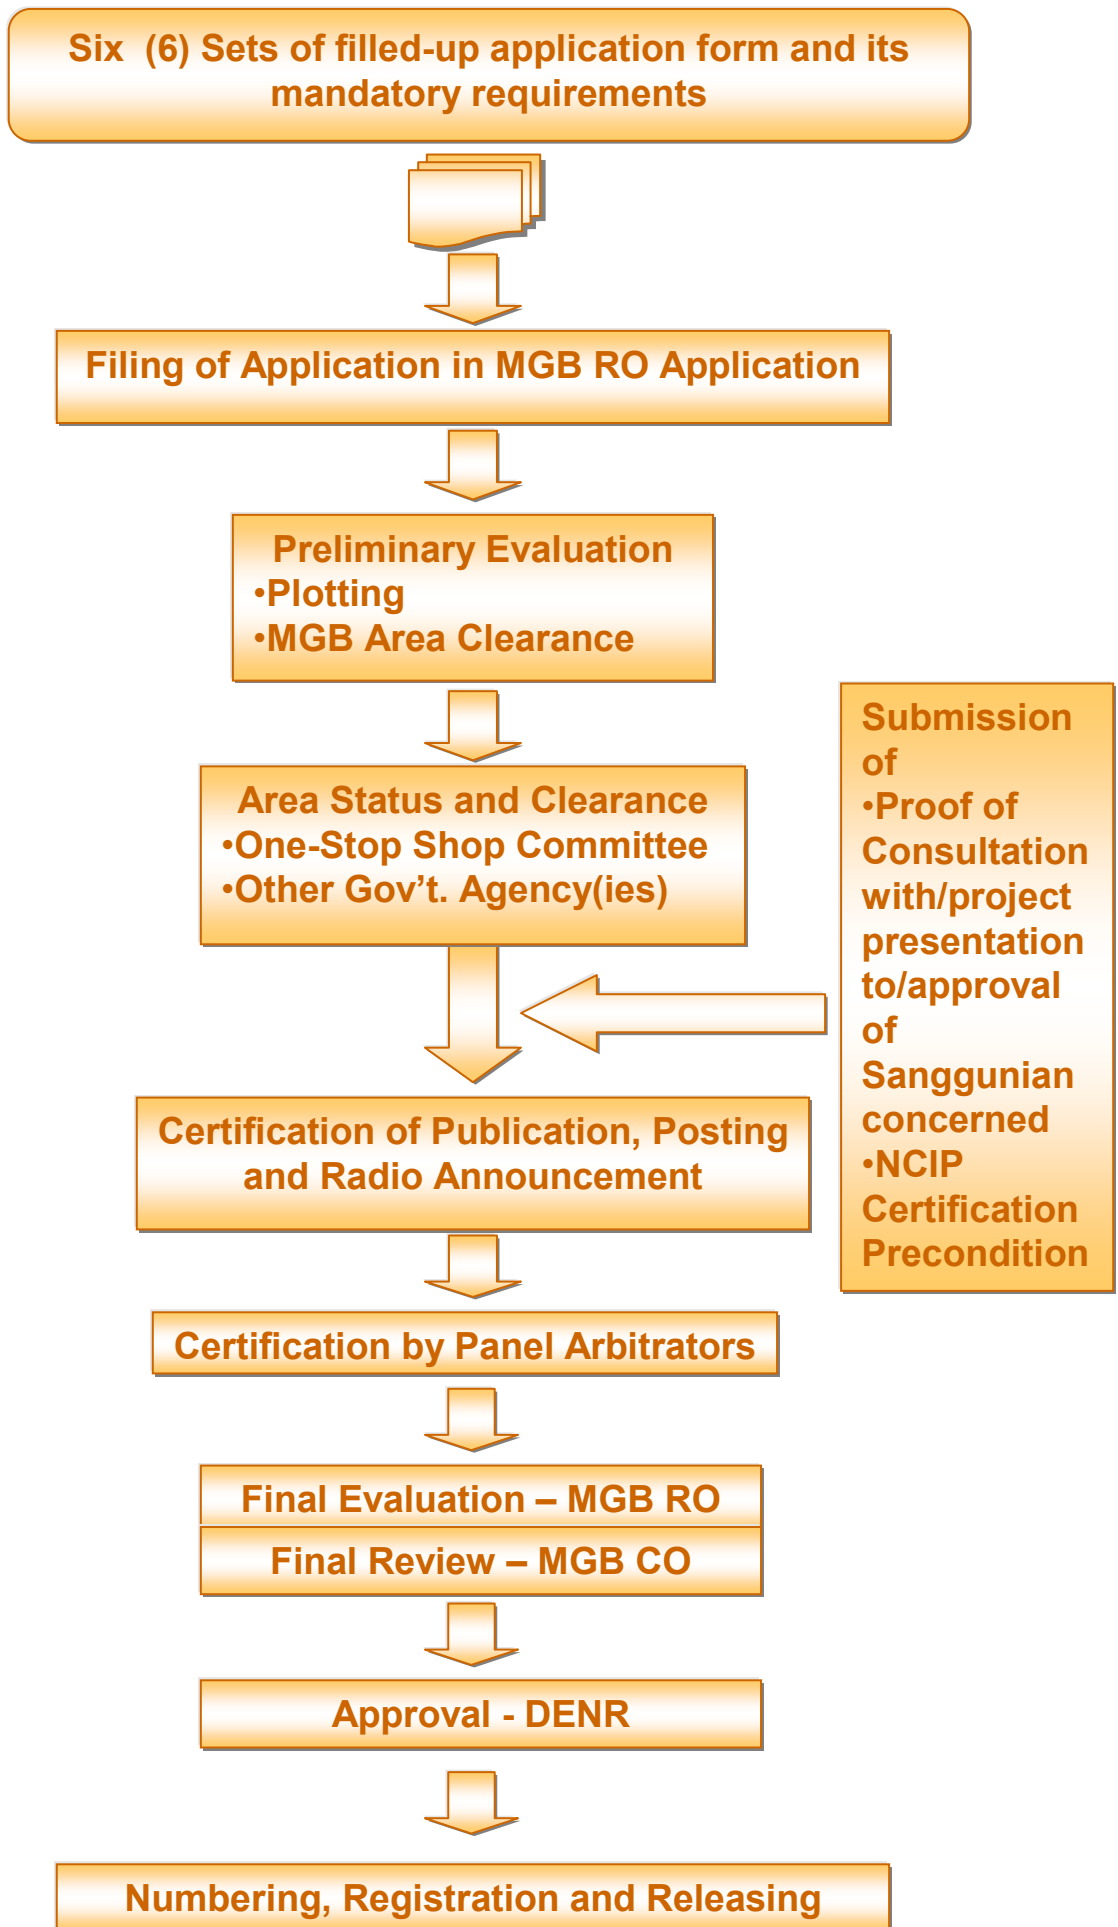 Six (6) Sets of filled-up application form and its
mandatory requirements
Filing of Application in MGB RO Application
Preliminary Evaluation
•Plotting
•MGB Area Clearance
Area Status and Clearance
•One-Stop Shop Committee
•Other Gov’t. Agency(ies)
Submission
of
•Proof of
Consultation
with/project
presentation
to/approval
of
Sanggunian
concerned
•NCIP
Certification
Precondition
Certification of Publication, Posting
and Radio Announcement
Certification by Panel Arbitrators
Final Evaluation – MGB RO
Final Review – MGB CO
Approval - DENR
Numbering, Registration and Releasing